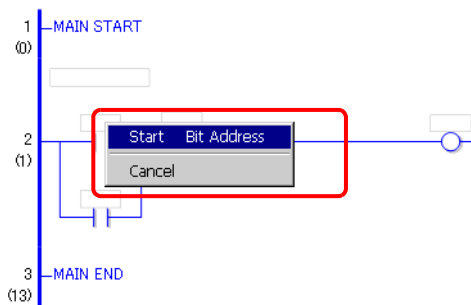 1 MAIN START
(0)
Start Bit Address
2
(1)
Cancel
3 MAIN END
(13)